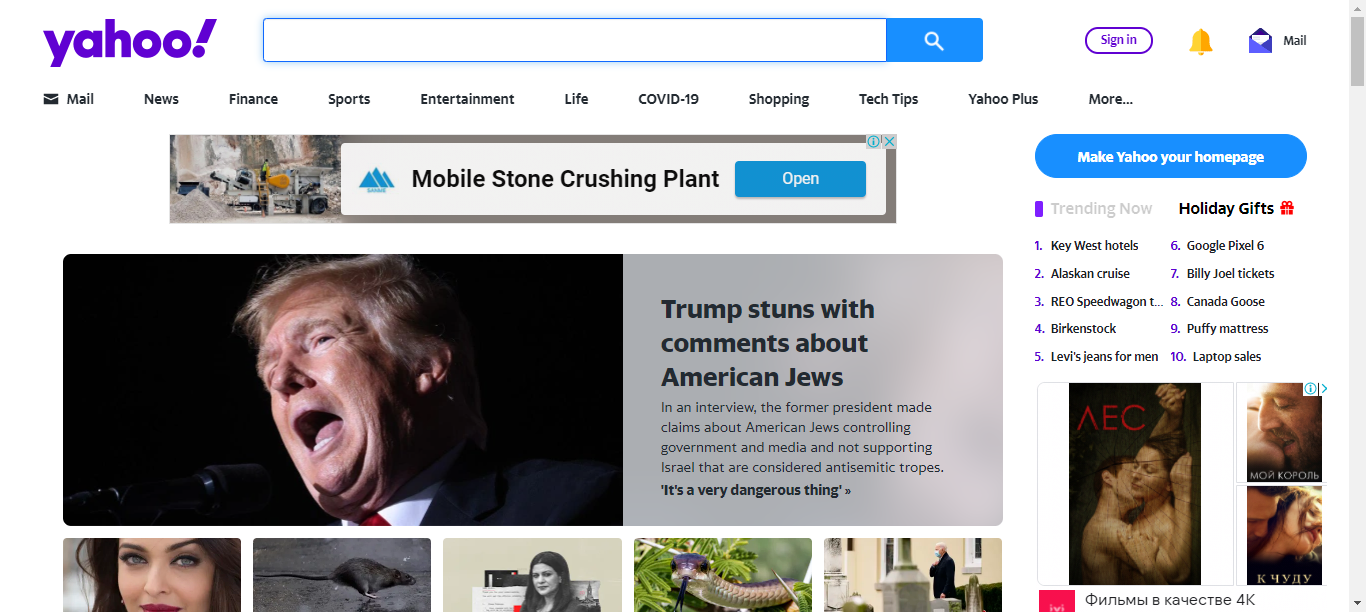 yahoo!
Sign in
Mail
Mail
News
Finance
Sports
Entertainment
Life
COVID-19
Shopping
Tech Tips
Yahoo Plus
More...
Mobile Stone Crushing Plant
Open
Make Yahoo your homepage
Trending Now
Holiday Gifts
1. Key West hotels
2. Alaskan cruise
3. REO Speedwagon t...
4. Birkenstock
5. Levi's jeans for men
6. Google Pixel 6
7. Billy Joel tickets
8. Canada Goose
9. Puffy mattress
10. Laptop sales
Trump stuns with
comments about
American Jews
In an interview, the former president made
claims about American Jews controlling
government and media and not supporting
Israel that are considered antisemitic tropes.
'It's a very dangerous thing' »
ЛЕС
МОЙ КОРОЛЬ
К ЧУДУ
Фильмы в качестве 4К